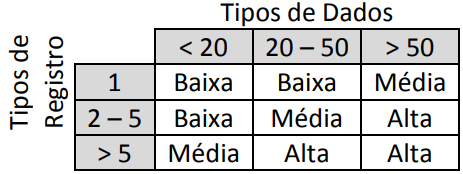 Tipos de Dados
Tipos de
Registro
< 20 20 – 50 > 50
1 Baixa Baixa Média
2 – 5 Baixa Média Alta
> 5 Média Alta Alta